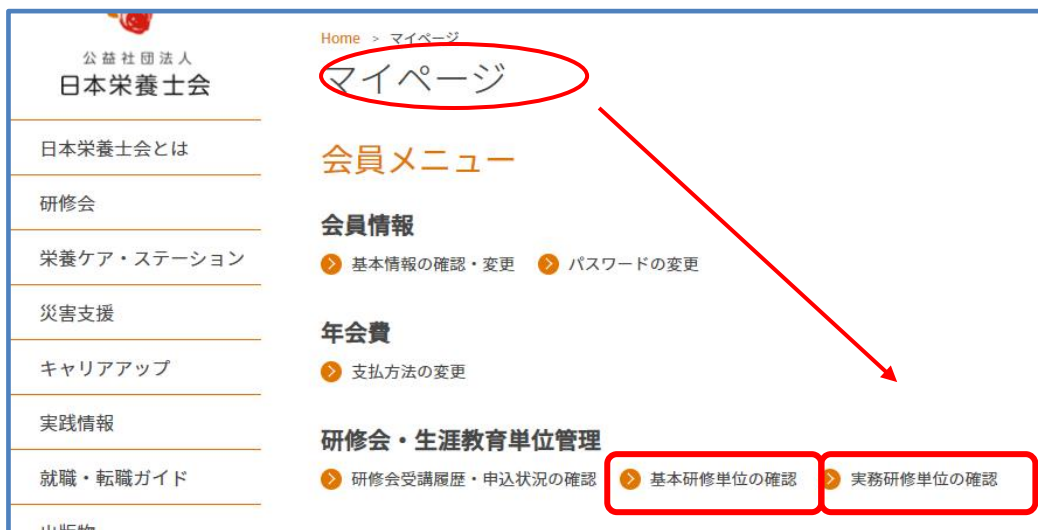 公益社団法人
日本栄養士会
日本栄養士会とは
研修会
栄養ケア・ステーション
災害支援
キャリアアップ
実践情報
就職・転職ガイド
Home > マイページ
マイページ
会員メニュー
会員情報
基本情報の確認・変更 パスワードの変更
年会費
支払方法の変更
研修会・生涯教育単位管理
研修会受講履歴・申込状況の確認 基本研修単位の確認 実務研修単位の確認